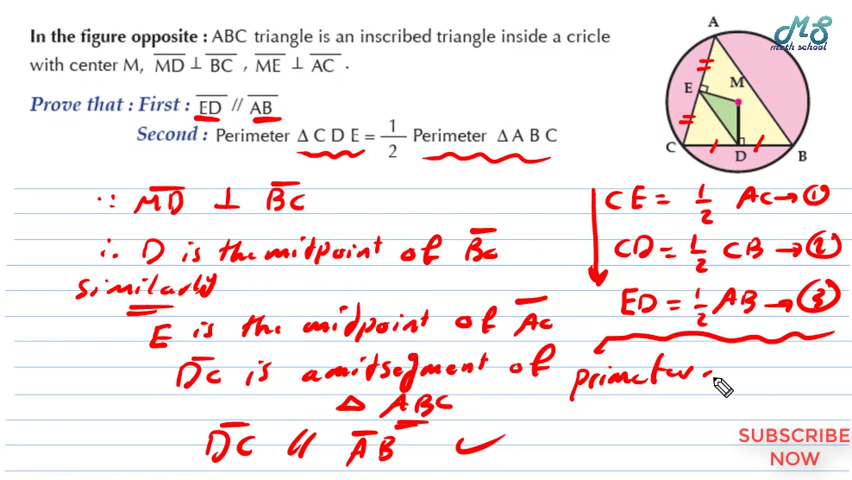 In the figure opposite : ABC triangle is an inscribed triangle inside a cricle
with center M, MD ⊥ BC , ME ⊥ AC .
Prove that : First : ED // AB
Second : Perimeter Δ C D E = 1/2 Perimeter Δ A B C
MS
math school
A
M
E
C
D
B
∵ MD ⊥ BC
∴ D is the midpoint of BC
similarly
E is the midpoint of AC
DC is a mitsegment of
Δ ABC
DC // AB ✓
CE = 1/2 AC → ①
CD = 1/2 CB → ②
ED = 1/2 AB → ③
primeter
SUBSCRIBE
NOW